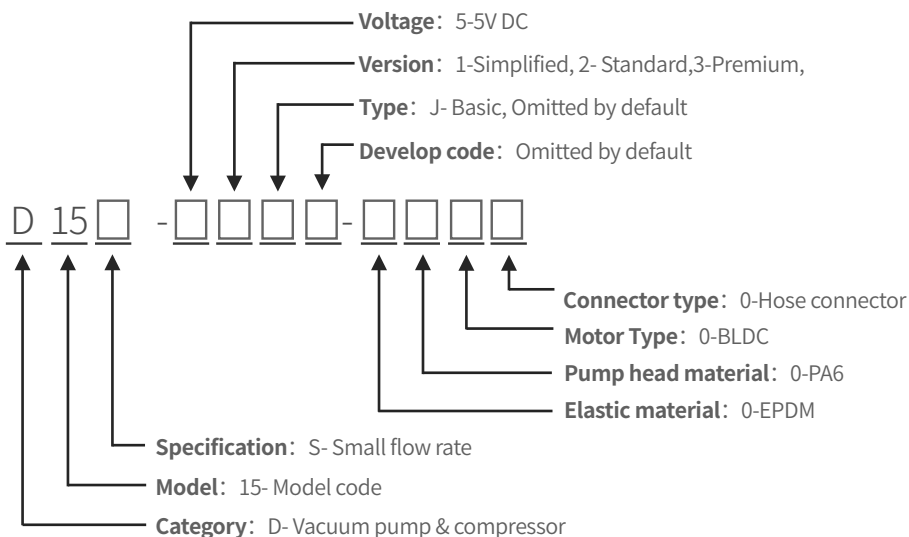 Voltage：5-5V DC
Version：1-Simplified, 2- Standard,3-Premium,
Type：J- Basic, Omitted by default
Develop code：Omitted by default
D 15□ -□□□□-□□□□
Connector type：0-Hose connector
Motor Type：0-BLDC
Pump head material：0-PA6
Elastic material：0-EPDM
Specification：S- Small flow rate
Model：15- Model code
Category：D- Vacuum pump & compressor